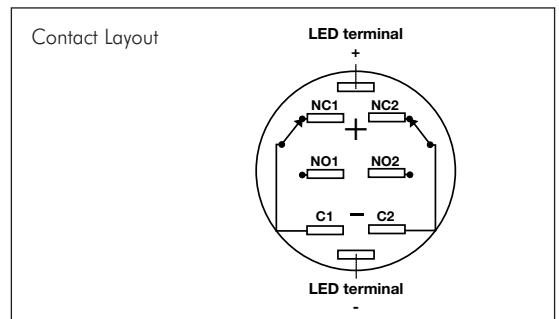 Contact Layout
LED terminal
+
NC1 NC2
+
NO1 NO2
–
C1 C2
LED terminal
-